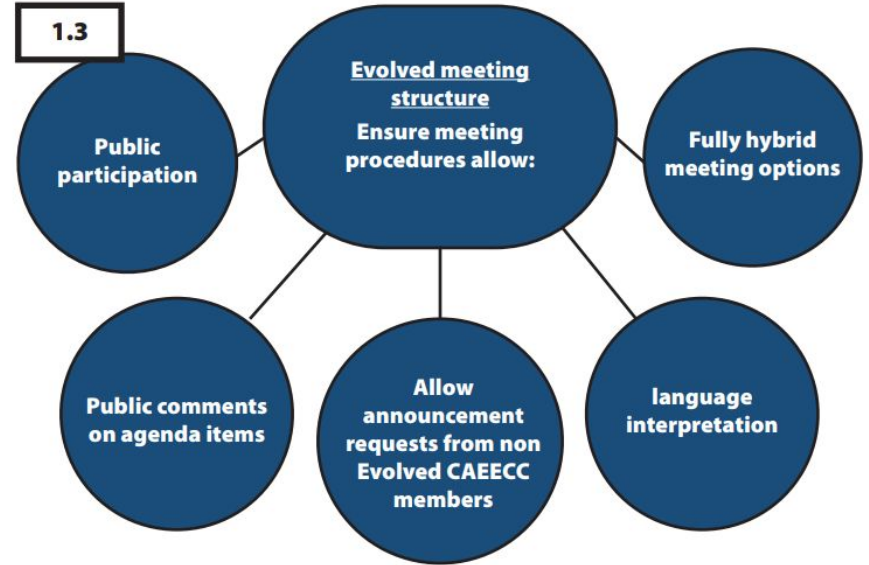 1.3
Evolved meeting
structure
Ensure meeting
procedures allow:
Public
participation
Fully hybrid
meeting options
Public comments
on agenda items
Allow
announcement
requests from non
Evolved CAEECC
members
language
interpretation